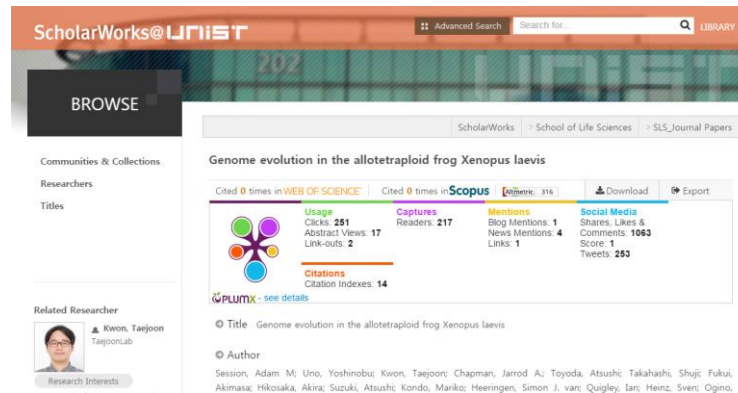 ScholarWorks@UNIST
Advanced Search
Search for...
LIBRARY
202
UNIST
BROWSE
ScholarWorks > School of Life Sciences > SLS_Journal Papers
Communities & Collections
Researchers
Titles
Genome evolution in the allotetraploid frog Xenopus laevis
Cited 0 times in WEB OF SCIENCE
Cited 0 times in Scopus
Altmetric 316
Download
Export
Usage
Clicks: 251
Abstract Views: 17
Link-outs: 2
Captures
Readers: 217
Mentions
Blog Mentions: 1
News Mentions: 4
Links: 1
Social Media
Shares, Likes &
Comments: 1063
Score: 1
Tweets: 253
Citations
Citation Indexes: 14
PLUMX - see details
Related Researcher
Kwon, Taejoon
TaejoonLab
Research Interests
Title Genome evolution in the allotetraploid frog Xenopus laevis
Author
Session, Adam M; Uno, Yoshinobu; Kwon, Taejoon; Chapman, Jarrod A.; Toyoda, Atsushi; Takahashi, Shuji; Fukui,
Akimasa; Hikosaka, Akira; Suzuki, Atsushi; Kondo, Mariko; Heeringen, Simon J. van; Quigley, Ian; Heinz, Sven; Ogino,